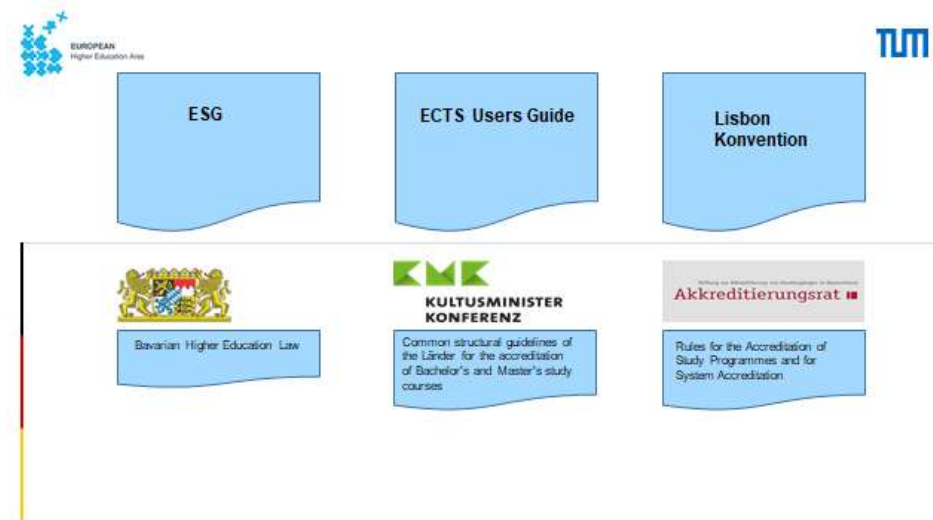 EUROPEAN
Higher Education Area
TUM
ESG
ECTS Users Guide
Lisbon
Konvention
KMK
KULTUSMINISTER
KONFERENZ
Akkreditierungsrat
Bavarian Higher Education Law
Common structural guidelines of
the Länder for the accreditation
of Bachelor's and Master's study
courses
Rules for the Accreditation of
Study Programmes and for
System Accreditation